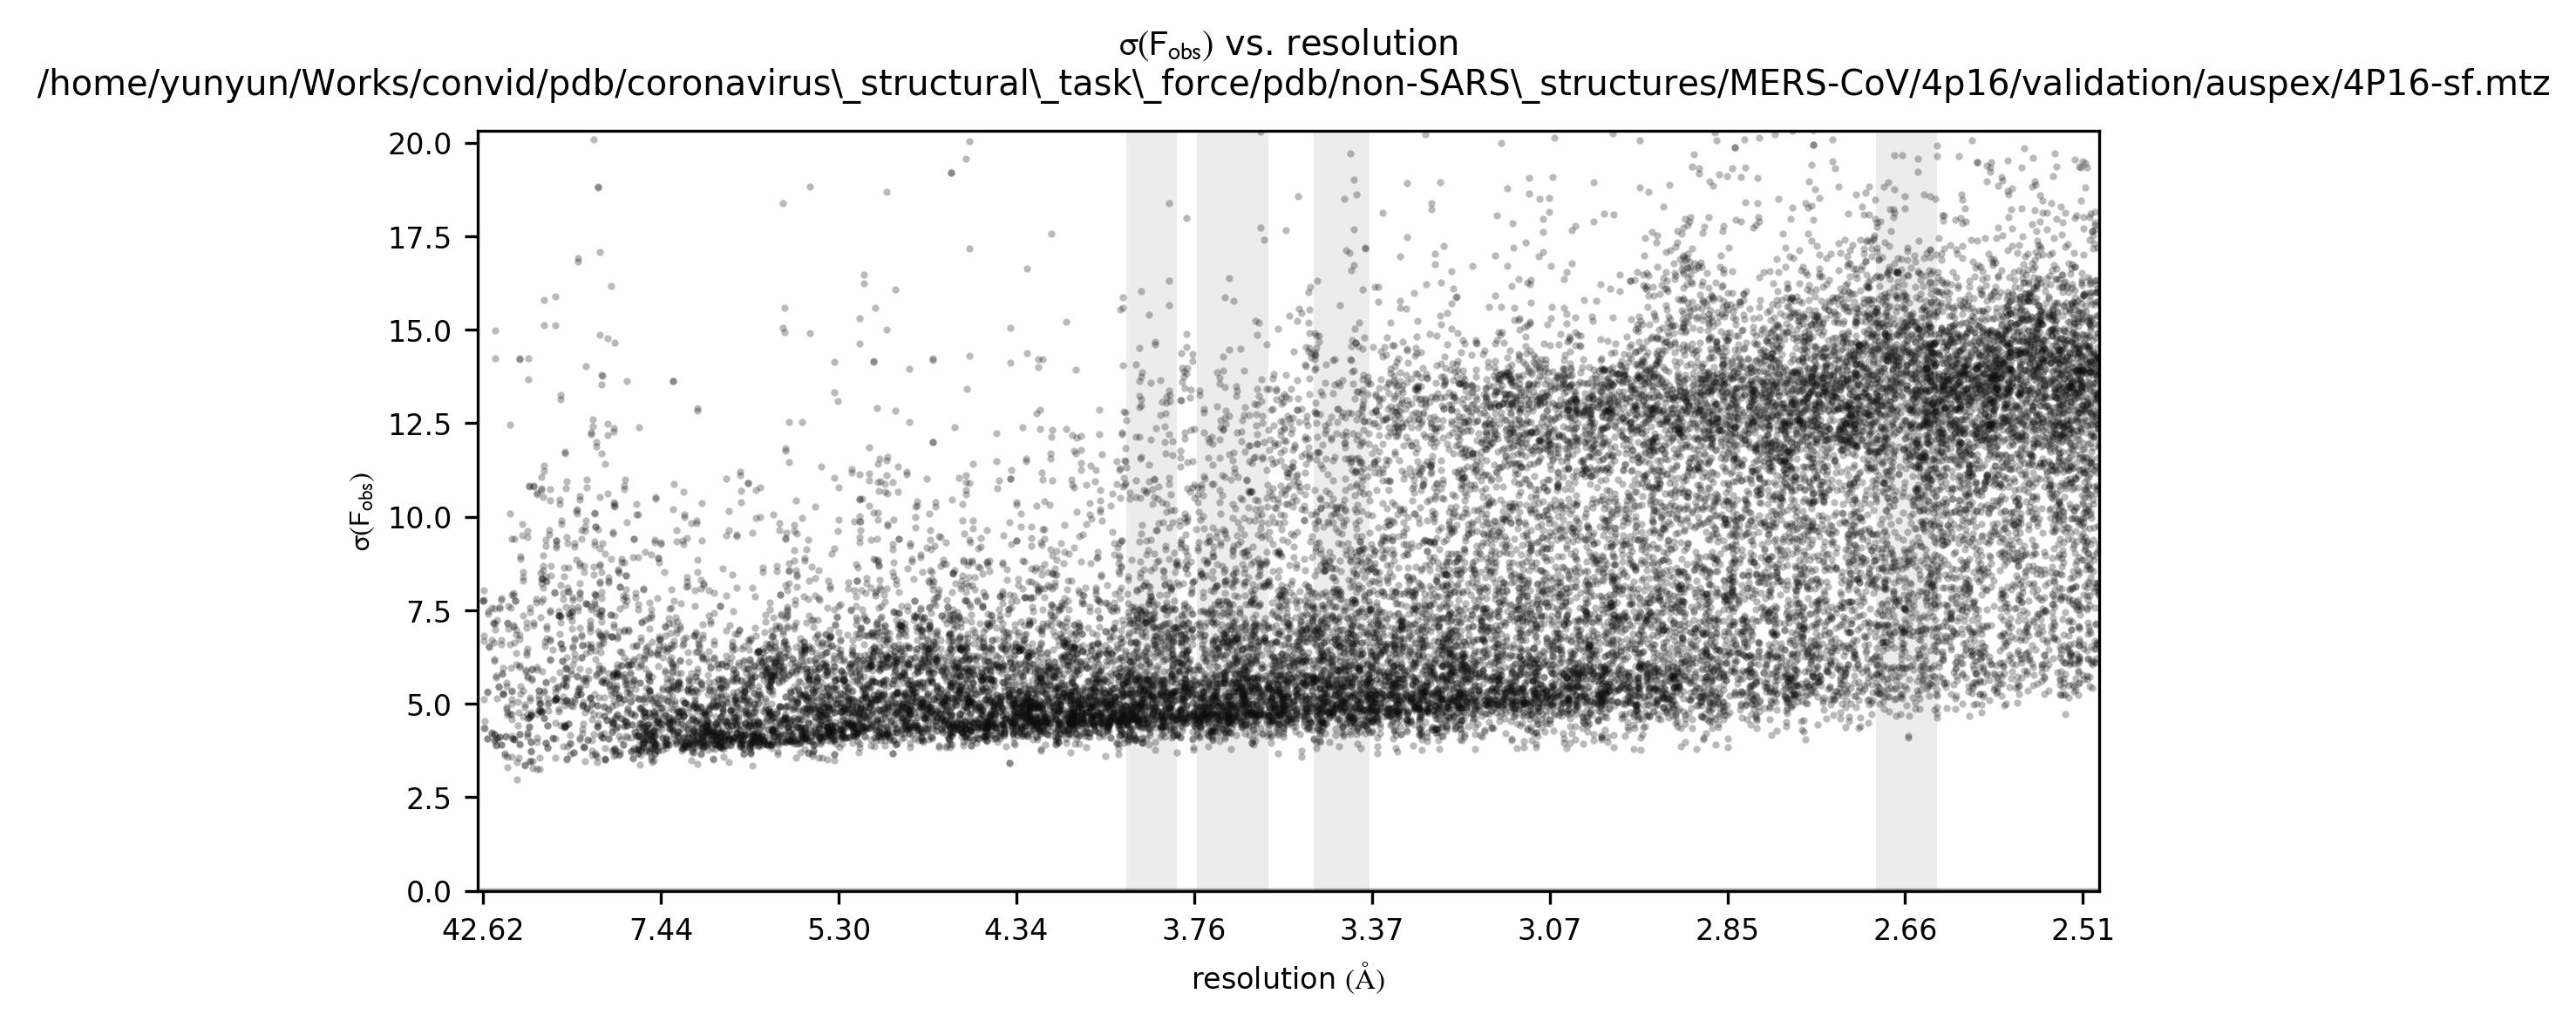 σ(Fobs) vs. resolution
/home/yunyun/Works/convid/pdb/coronavirus\_structural\_task\_force/pdb/non-SARS\_structures/MERS-CoV/4p16/validation/auspex/4P16-sf.mtz
20.0
17.5
15.0
12.5
10.0
7.5
5.0
2.5
0.0
σ(Fobs)
42.62 7.44 5.30 4.34 3.76 3.37 3.07 2.85 2.66 2.51
resolution (Å)